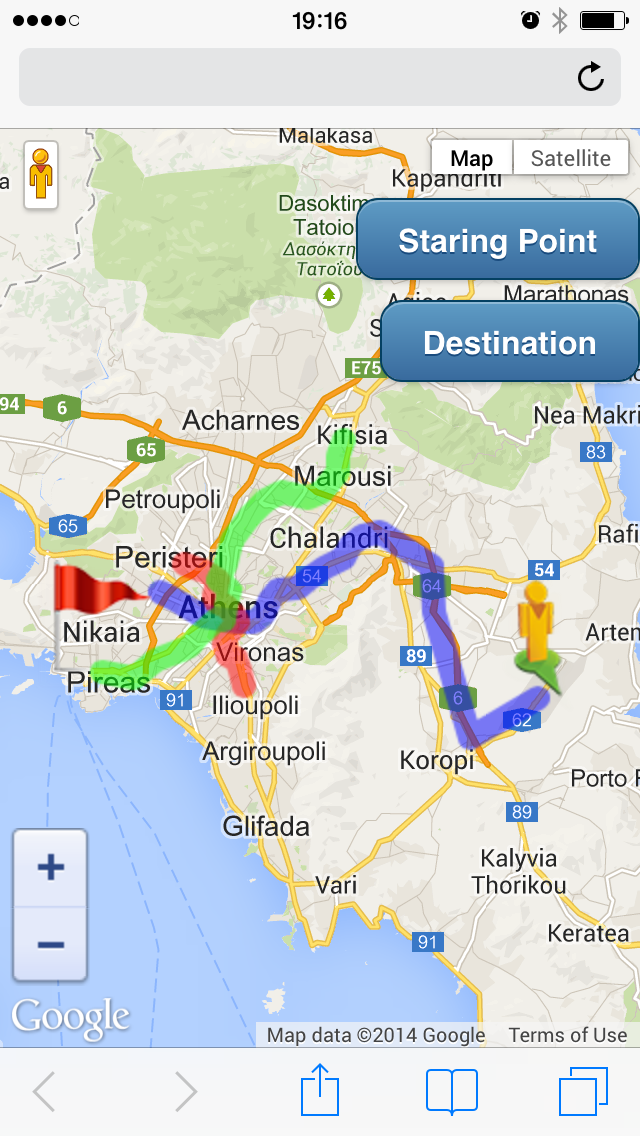 19:16
Malakasa
Map Satellite
a
Kapandriti
Dasoktim
Tatoio
Δασόκτη
Τατοΐου
Staring Point
Marathonas
Destination
E75
94
6
Acharnes
Kifisia
Nea Makri
65
83
Marousi
Petroupoli
65
Chalandri
Rafi
Peristeri
54
54
64
Athens
Nikaia
Arten
Vironas
89
Pireas
91
Ilioupoli
6
62
Argiroupoli
Koropi
Porto R
89
Glifada
+
Kalyvia
Thorikou
Vari
−
Keratea
91
Google
Map data ©2014 Google Terms of Use